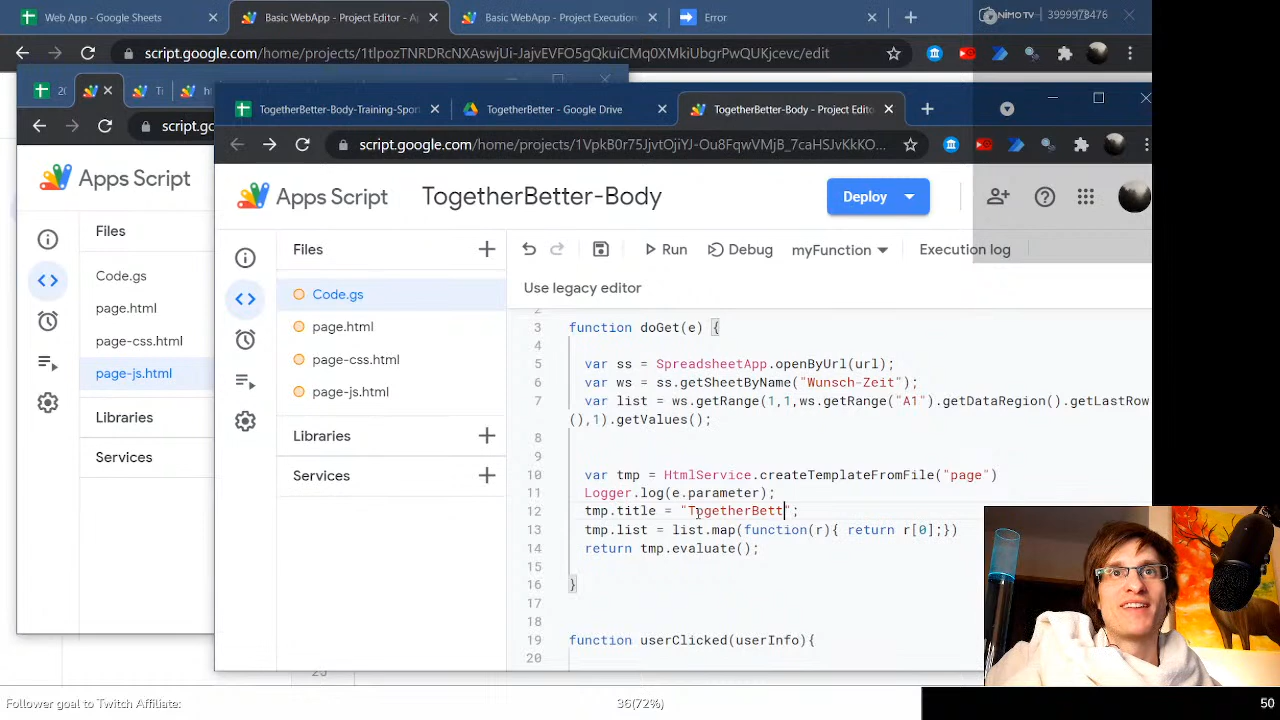 Web App - Google Sheets
Basic WebApp - Project Editor - A
Basic WebApp - Project Execution
Error
NIMO TV
3999978476
script.google.com/home/projects/1tlpozTNRDRcNXAswjUi-JajvEVFO5gQkuiCMq0XMkiUbgrPwQUKjcevc/edit
script.go
TogetherBetter-Body-Training-Spor
TogetherBetter - Google Drive
TogetherBetter-Body - Project Edito
script.google.com/home/projects/1VpkB0r75JjvtOjiYJ-Ou8FqwVMjB_7caHSJvKkKO...
Apps Script
Apps Script
TogetherBetter-Body
Deploy
Files
Code.gs
page.html
page-css.html
page-js.html
Libraries
Services
Files
Code.gs
page.html
page-css.html
page-js.html
Libraries
Services
Run
Debug
myFunction
Execution log
Use legacy editor
2
3 function doGet(e) {
4
5 var ss = SpreadsheetApp.openByUrl(url);
6 var ws = ss.getSheetByName("Wunsch-Zeit");
7 var list = ws.getRange(1,1,ws.getRange("A1").getDataRegion().getLastRow
(),1).getValues();
8
9
10 var tmp = HtmlService.createTemplateFromFile("page")
11 Logger.log(e.parameter);
12 tmp.title = "TogetherBett";
13 tmp.list = list.map(function(r){ return r[0];})
14 return tmp.evaluate();
15
16 }
17
18
19 function userClicked(userInfo){
20
Follower goal to Twitch Affiliate:
36(72%)
50